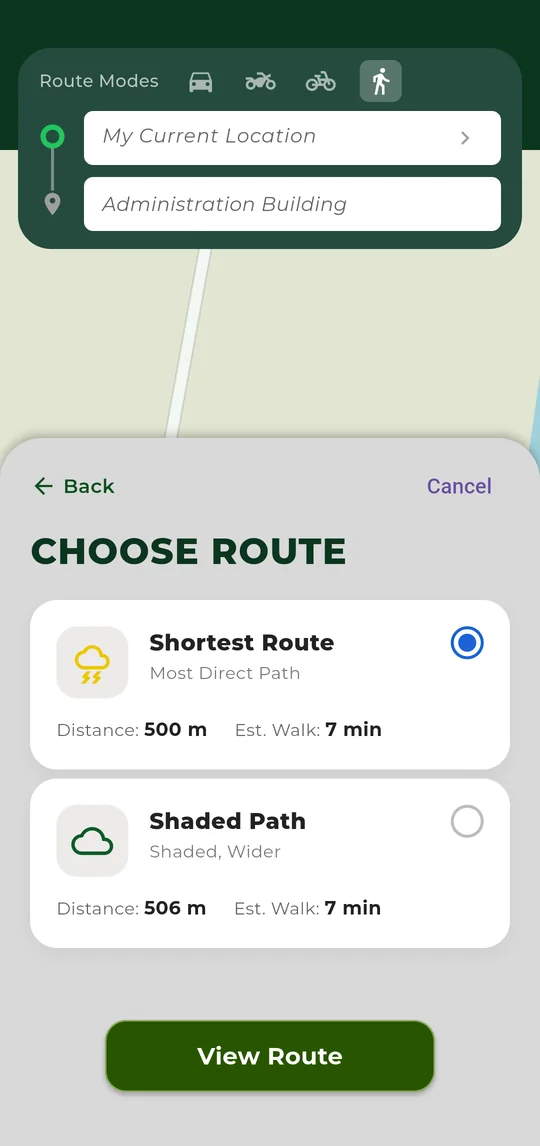 Route Modes
My Current Location
Administration Building
Back
Cancel
CHOOSE ROUTE
Shortest Route
Most Direct Path
Distance: 500 m Est. Walk: 7 min
Shaded Path
Shaded, Wider
Distance: 506 m Est. Walk: 7 min
View Route